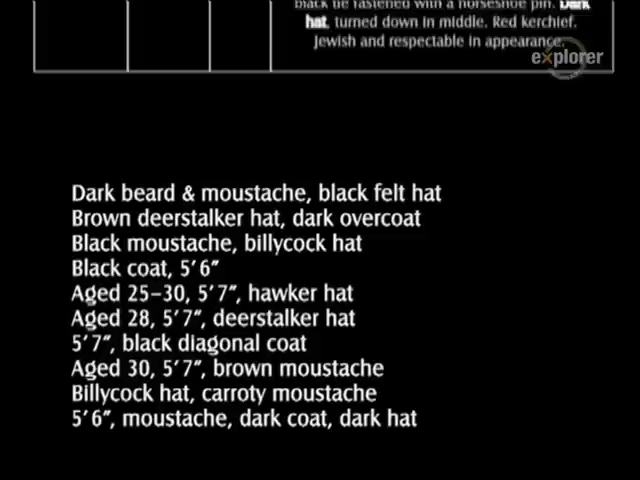 black tie fastened with a horseshoe pin. Dark
hat, turned down in middle. Red kerchief.
Jewish and respectable in appearance.
explorer
Dark beard & moustache, black felt hat
Brown deerstalker hat, dark overcoat
Black moustache, billycock hat
Black coat, 5’6”
Aged 25–30, 5’7”, hawker hat
Aged 28, 5’7”, deerstalker hat
5’7”, black diagonal coat
Aged 30, 5’7”, brown moustache
Billycock hat, carroty moustache
5’6”, moustache, dark coat, dark hat